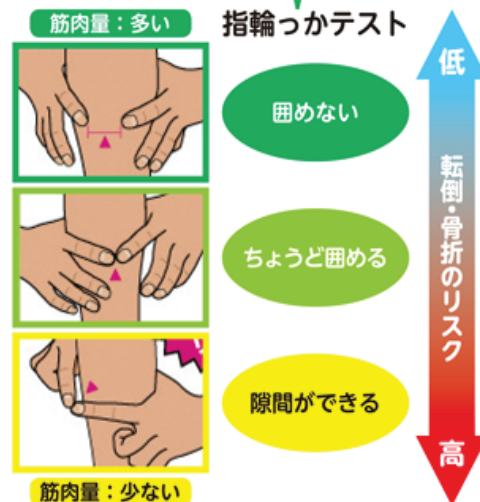 筋肉量：多い
指輪っかテスト
低
囲めない
転倒・骨折のリスク
ちょうど囲める
隙間ができる
高
筋肉量：少ない